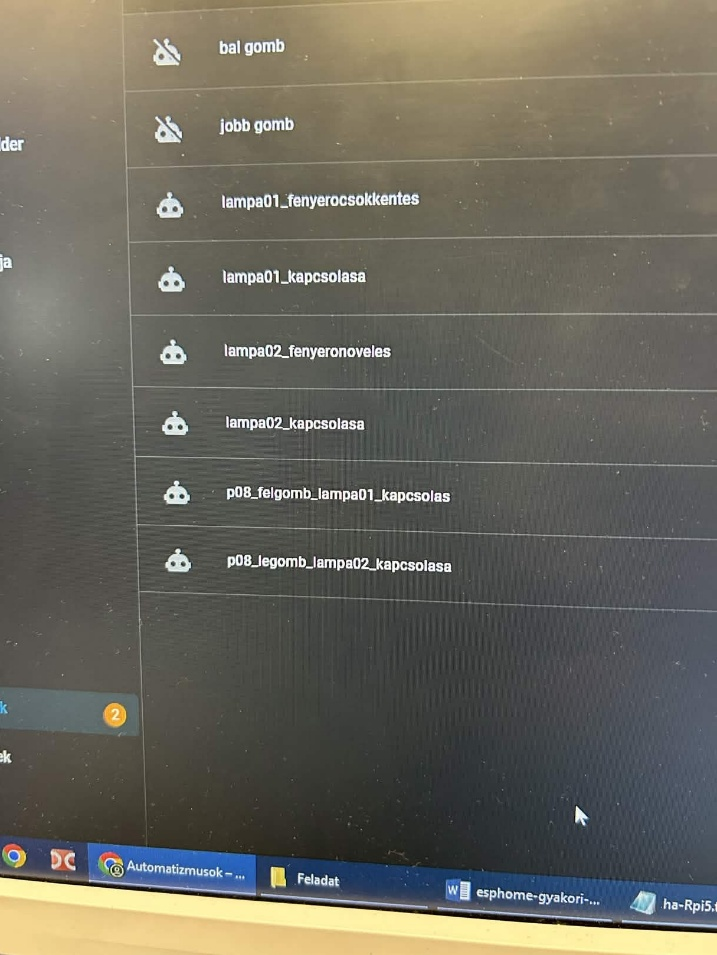 bal gomb
jobb gomb
der
lampa01_fenyerocsokkentes
ja
lampa01_kapcsolasa
lampa02_fenyeronoveles
lampa02_kapcsolasa
p08_felgomb_lampa01_kapcsolas
p08_legomb_lampa02_kapcsolasa
k
2
ek
Automatizmusok – ...
Feladat
esphome-gyakori-...
ha-Rpi5.t